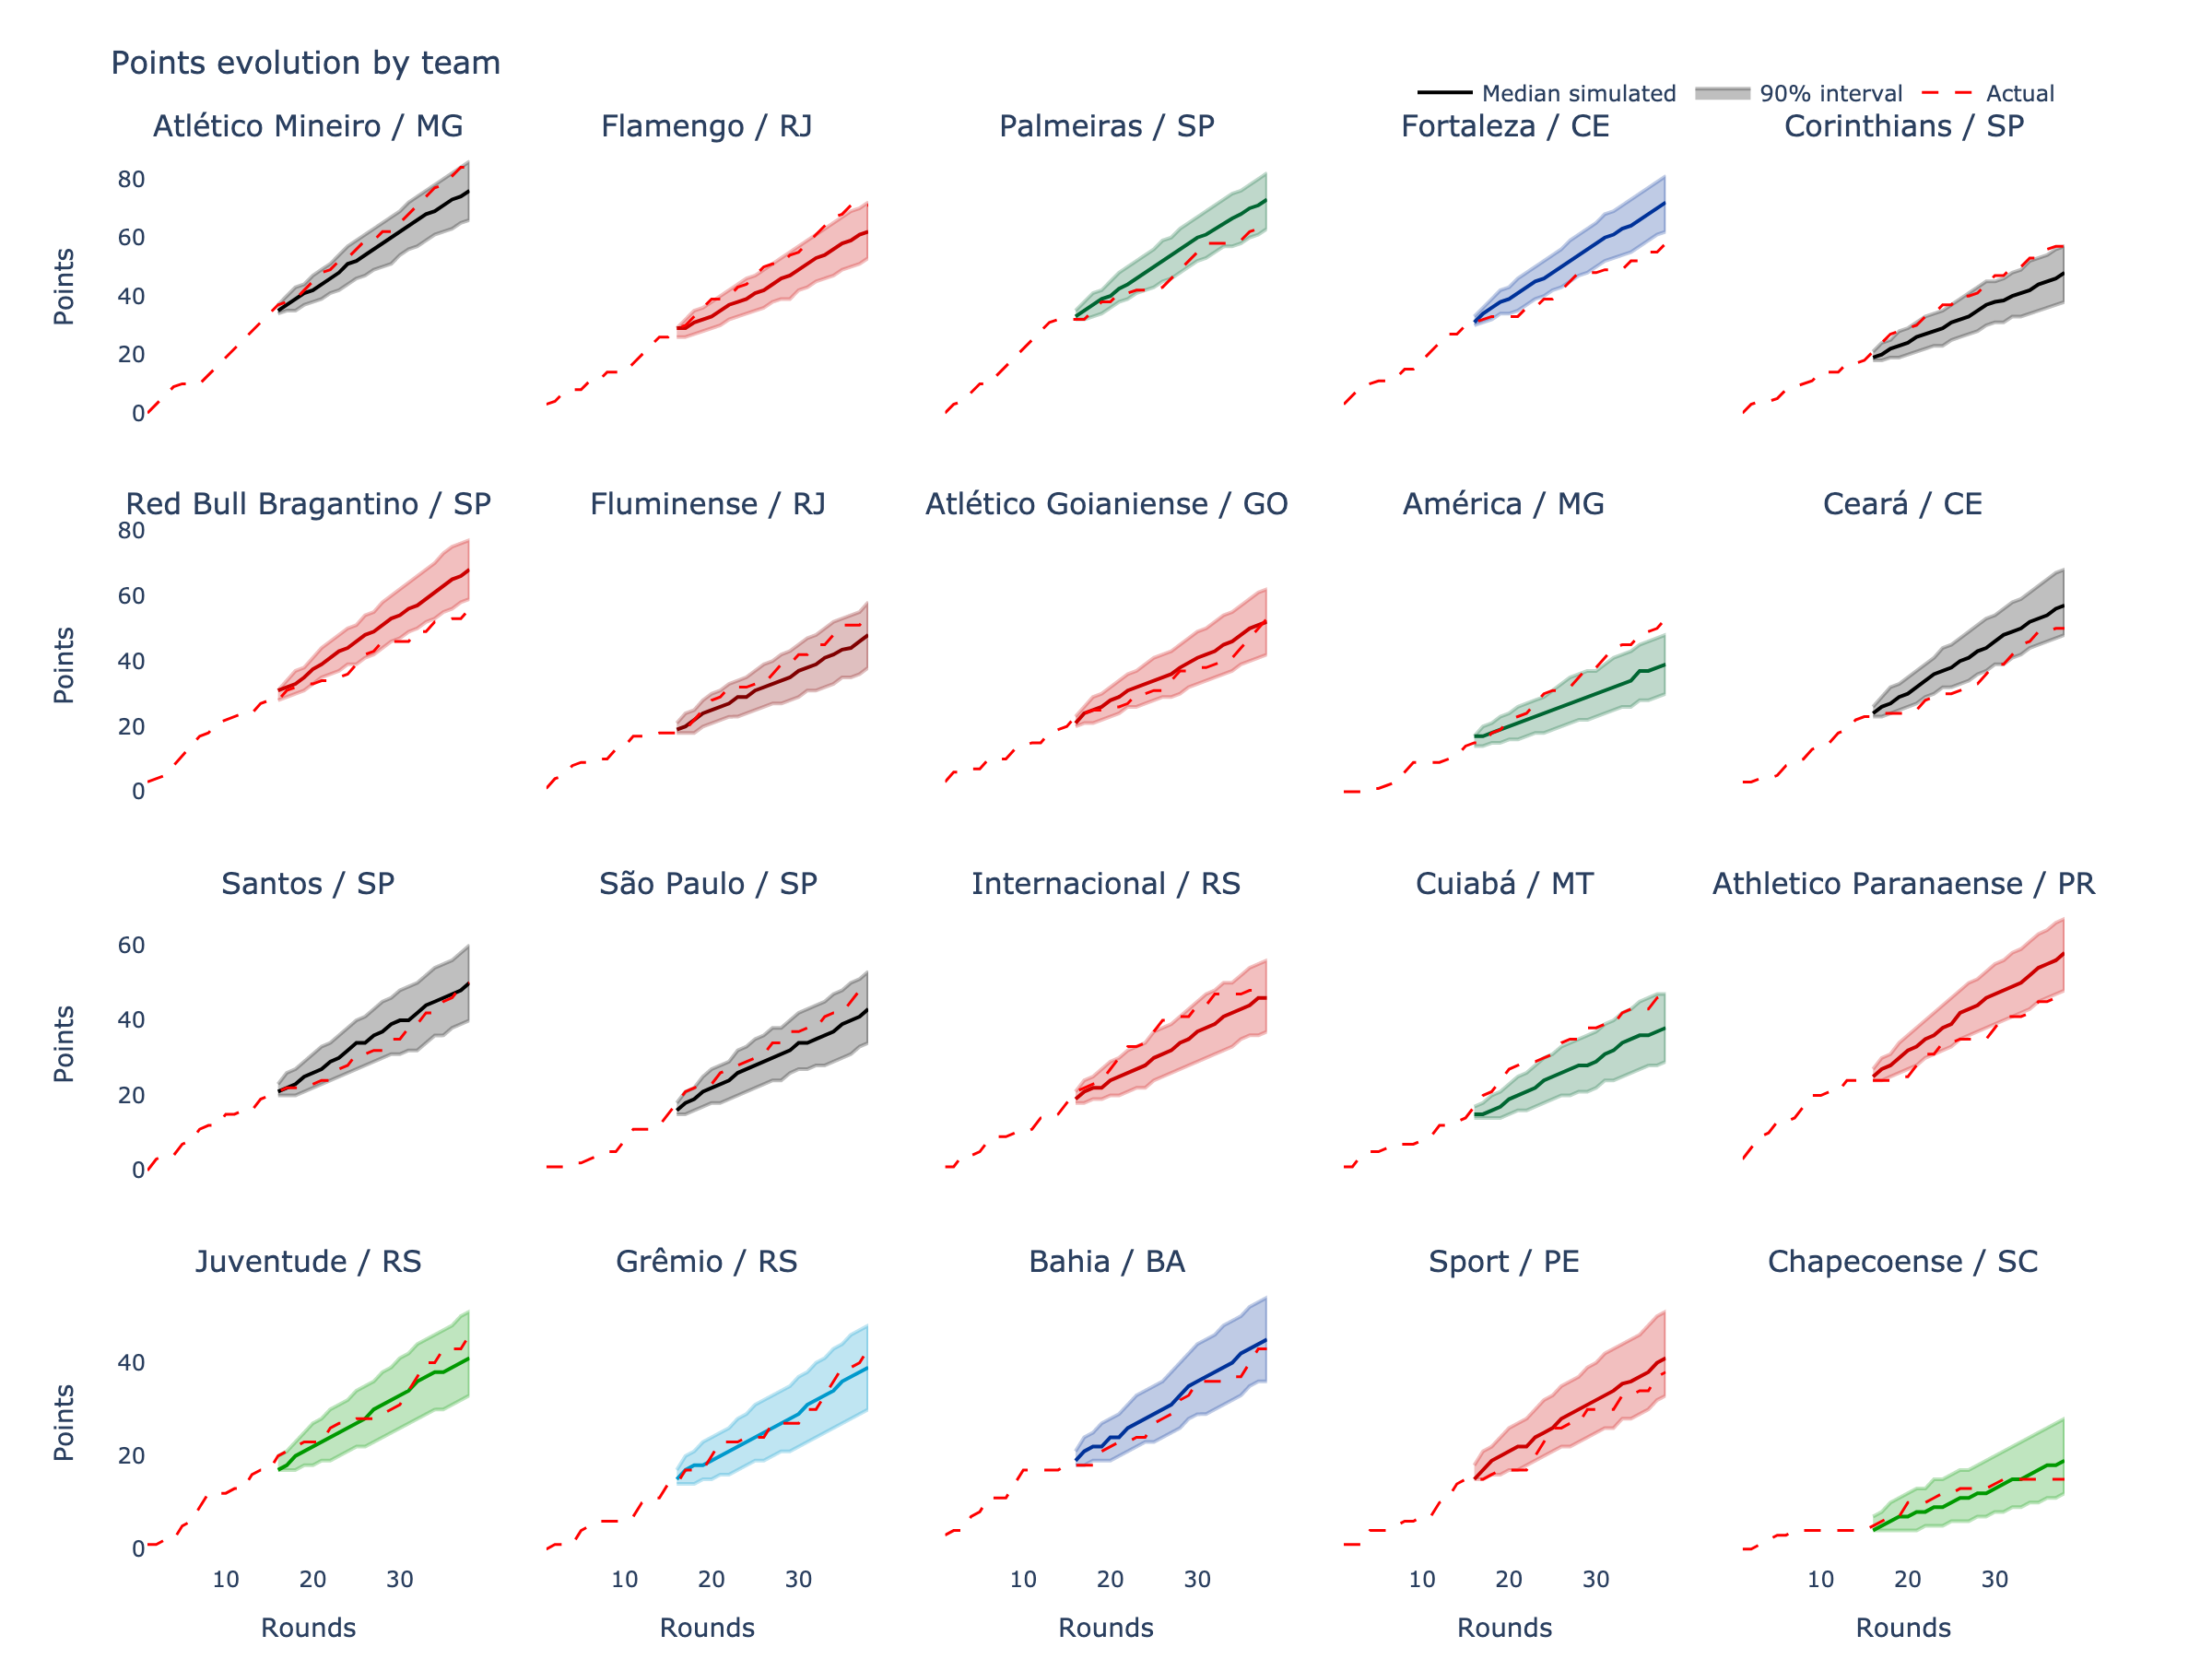 Points evolution by team
Median simulated 90% interval Actual
Atlético Mineiro / MG Flamengo / RJ Palmeiras / SP Fortaleza / CE Corinthians / SP
80
60
40
20
0
Points
Red Bull Bragantino / SP Fluminense / RJ Atlético Goianiense / GO América / MG Ceará / CE
80
60
40
20
0
Points
Santos / SP São Paulo / SP Internacional / RS Cuiabá / MT Athletico Paranaense / PR
60
40
20
0
Points
Juventude / RS Grêmio / RS Bahia / BA Sport / PE Chapecoense / SC
40
20
0
Points
10 20 30 10 20 30 10 20 30 10 20 30 10 20 30
Rounds Rounds Rounds Rounds Rounds